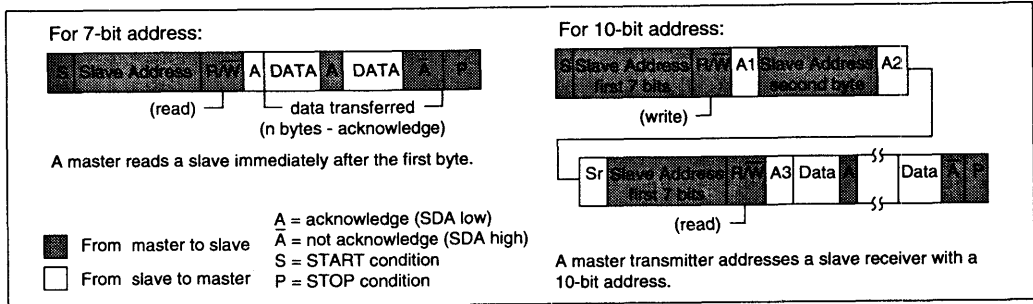 For 7-bit address:
S Slave Address R/W̅ A DATA A DATA A̅ P
(read)
data transferred
(n bytes - acknowledge)
A master reads a slave immediately after the first byte.
From master to slave
From slave to master
A = acknowledge (SDA low)
A̅ = not acknowledge (SDA high)
S = START condition
P = STOP condition
For 10-bit address:
S Slave Address first 7 bits R/W̅ A1 Slave Address second byte A2
(write)
Sr Slave Address first 7 bits R/W̅ A3 Data A Data A̅ P
(read)
A master transmitter addresses a slave receiver with a
10-bit address.